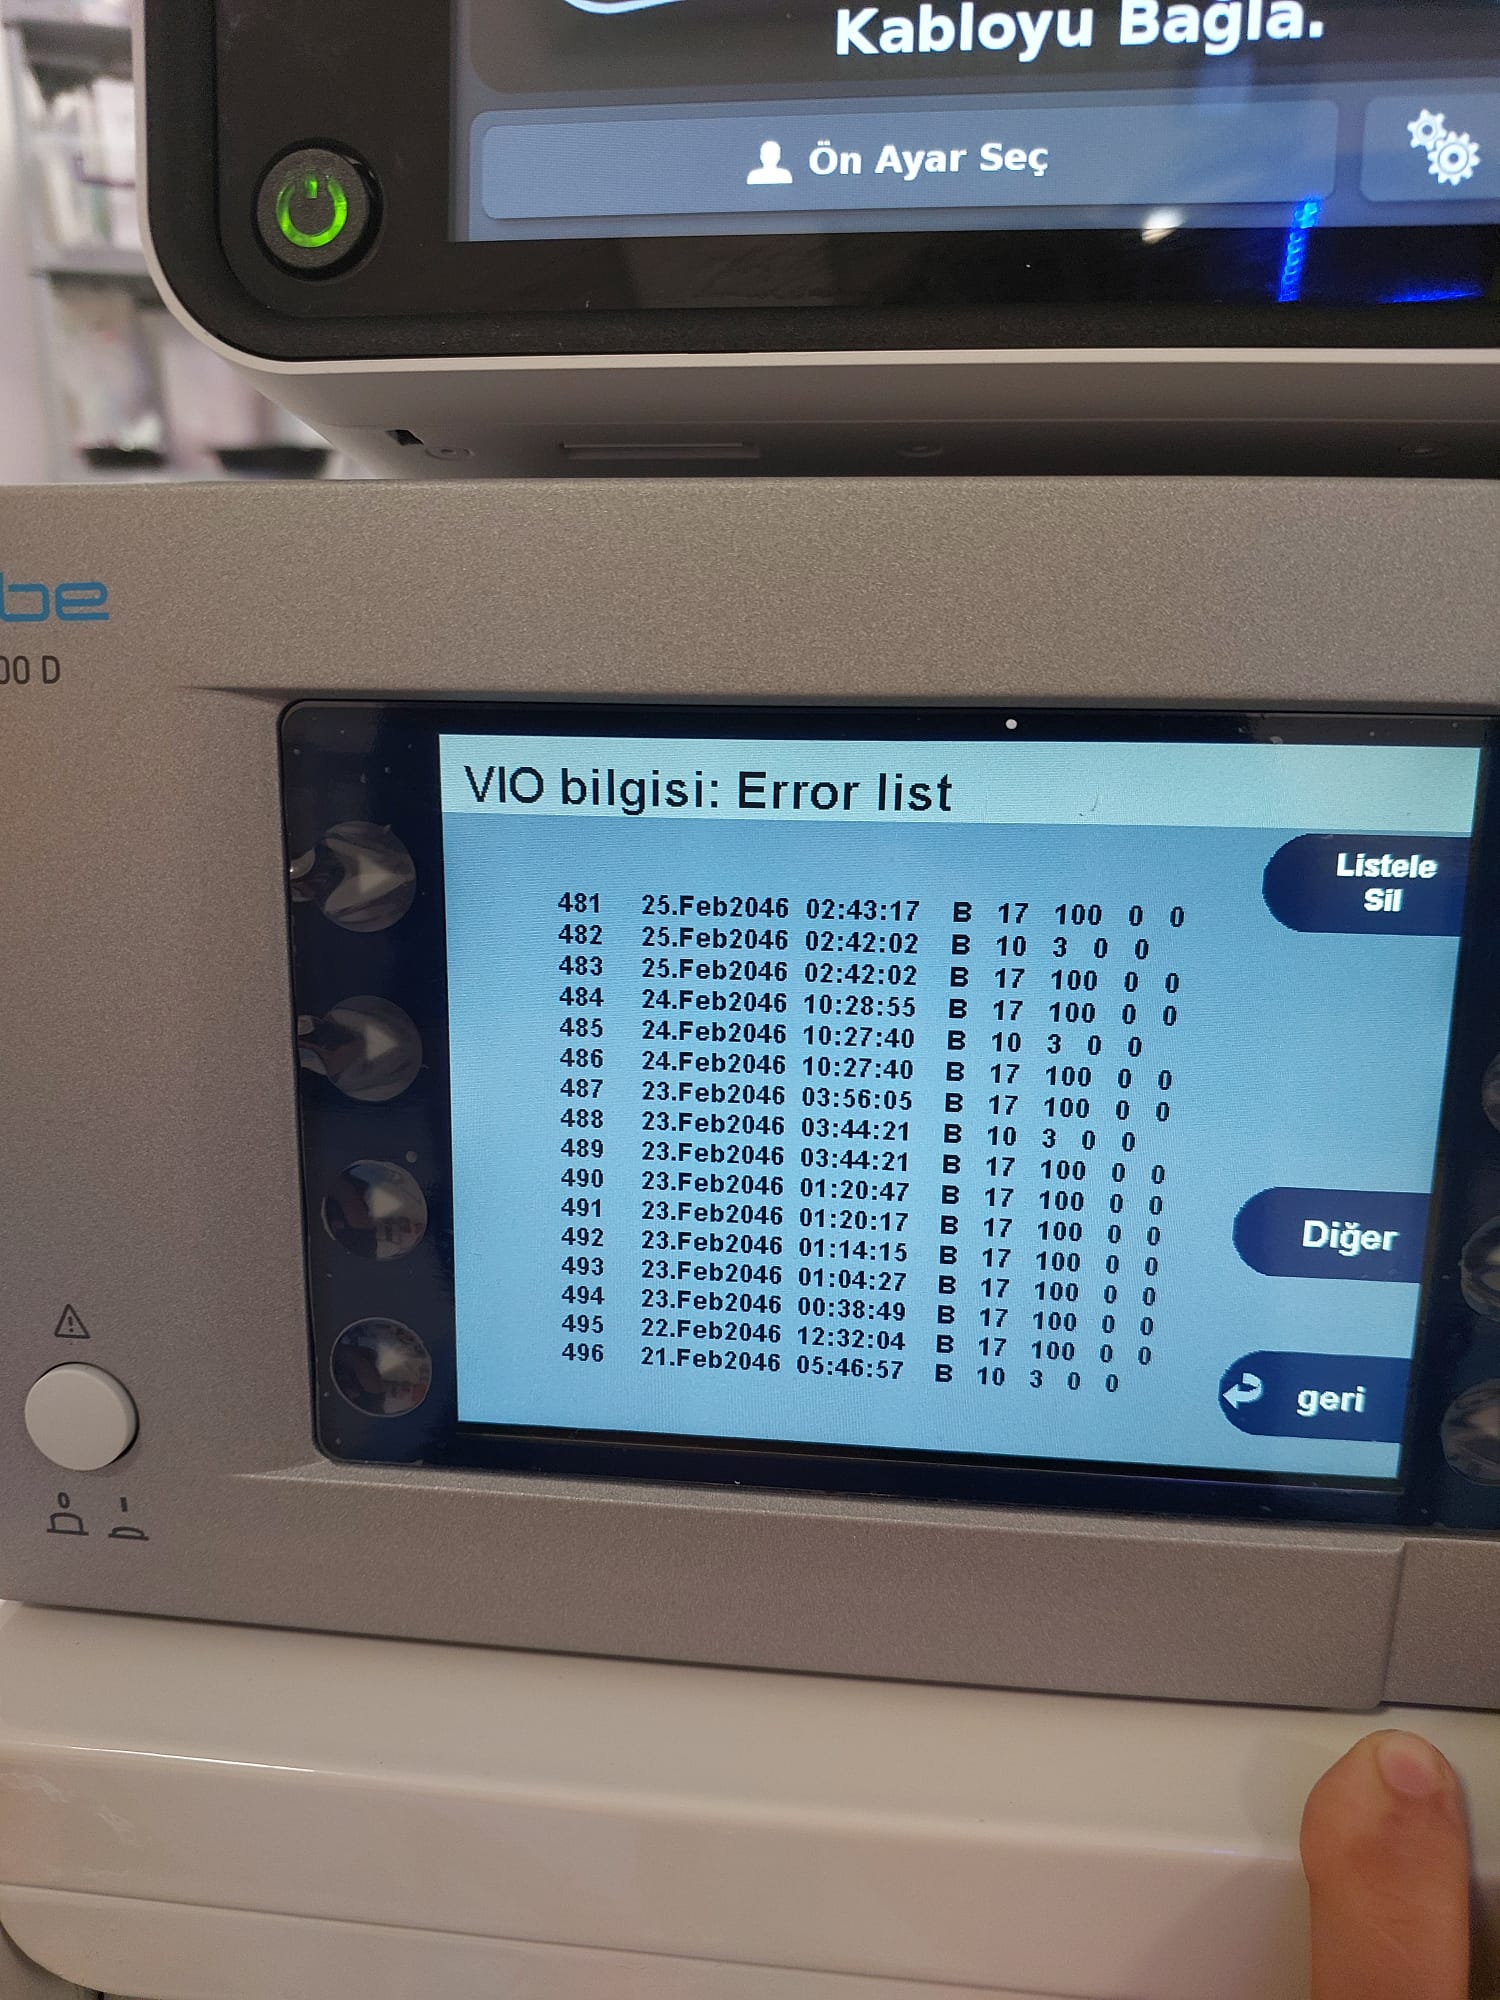 Kabloyu Bağla.
Ön Ayar Seç
be
00 D
VIO bilgisi: Error list
Listele
Sil
481 25.Feb2046 02:43:17 B 17 100 0 0
482 25.Feb2046 02:42:02 B 10 3 0 0
483 25.Feb2046 02:42:02 B 17 100 0 0
484 24.Feb2046 10:28:55 B 17 100 0 0
485 24.Feb2046 10:27:40 B 10 3 0 0
486 24.Feb2046 10:27:40 B 17 100 0 0
487 23.Feb2046 03:56:05 B 17 100 0 0
488 23.Feb2046 03:44:21 B 10 3 0 0
489 23.Feb2046 03:44:21 B 17 100 0 0
490 23.Feb2046 01:20:47 B 17 100 0 0
491 23.Feb2046 01:20:17 B 17 100 0 0
492 23.Feb2046 01:14:15 B 17 100 0 0
493 23.Feb2046 01:04:27 B 17 100 0 0
494 23.Feb2046 00:38:49 B 17 100 0 0
495 22.Feb2046 12:32:04 B 17 100 0 0
496 21.Feb2046 05:46:57 B 10 3 0 0
Diğer
geri